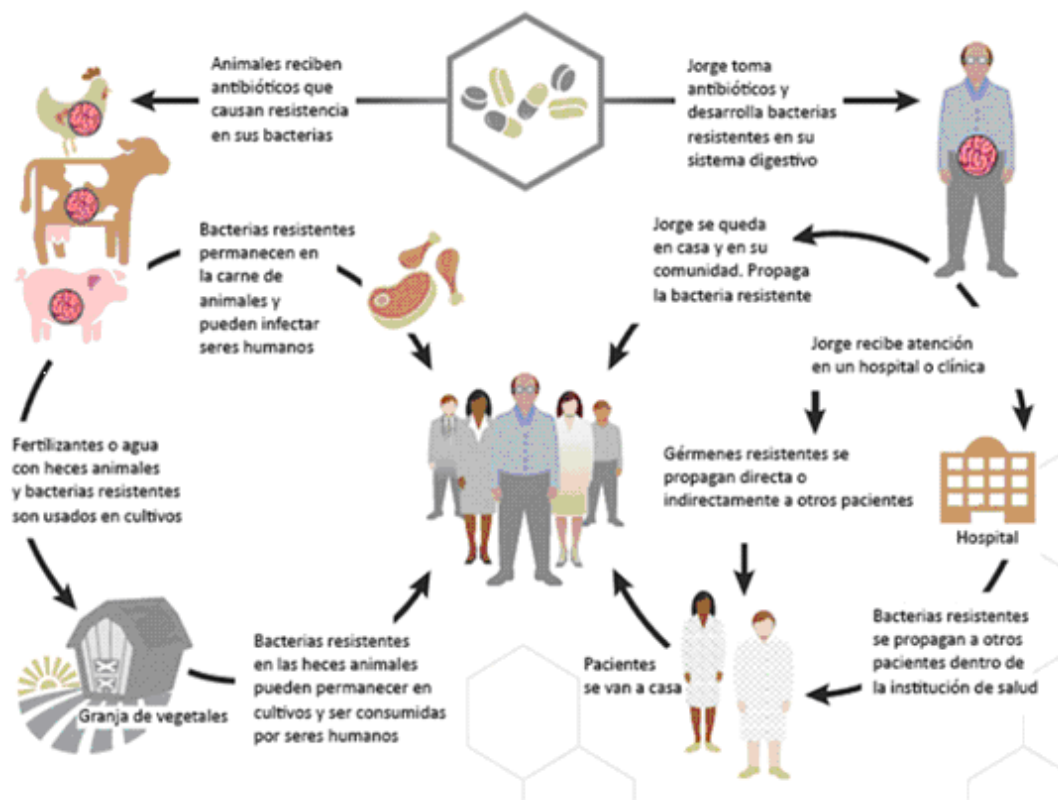 Animales reciben
antibióticos que
causan resistencia
en sus bacterias
Jorge toma
antibióticos y
desarrolla bacterias
resistentes en su
sistema digestivo
Bacterias resistentes
permanecen en
la carne de
animales y
pueden infectar
seres humanos
Jorge se queda
en casa y en su
comunidad. Propaga
la bacteria resistente
Jorge recibe atención
en un hospital o clínica
Fertilizantes o agua
con heces animales
y bacterias resistentes
son usados en cultivos
Gérmenes resistentes se
propagan directa o
indirectamente a otros pacientes
Hospital
Granja de vegetales
Bacterias resistentes
en las heces animales
pueden permanecer en
cultivos y ser consumidas
por seres humanos
Pacientes
se van a casa
Bacterias resistentes
se propagan a otros
pacientes dentro de
la institución de salud